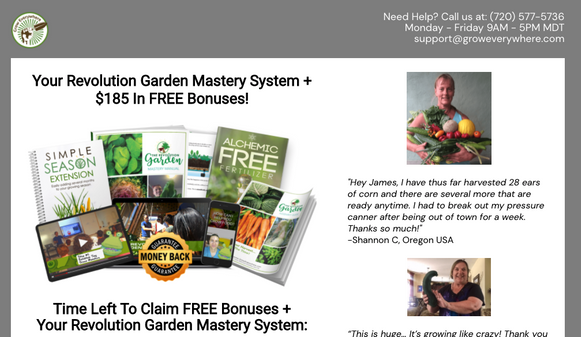 Need Help? Call us at: (720) 577-5736
Monday - Friday 9AM - 5PM MDT
support@groweverywhere.com
Your Revolution Garden Mastery System +
$185 In FREE Bonuses!
SIMPLE
SEASON
EXTENSION
Garden
ALCHEMIC
FREE
FERTILIZER
Garden
GUARANTEE
MONEY BACK
GUARANTEE
Time Left To Claim FREE Bonuses +
Your Revolution Garden Mastery System:
"Hey James, I have thus far harvested 28 ears
of corn and there are several more that are
ready anytime. I had to break out my pressure
canner after being out of town for a week.
Thanks so much!"
~Shannon C, Oregon USA
"This is huge... It's growing like crazy! Thank you